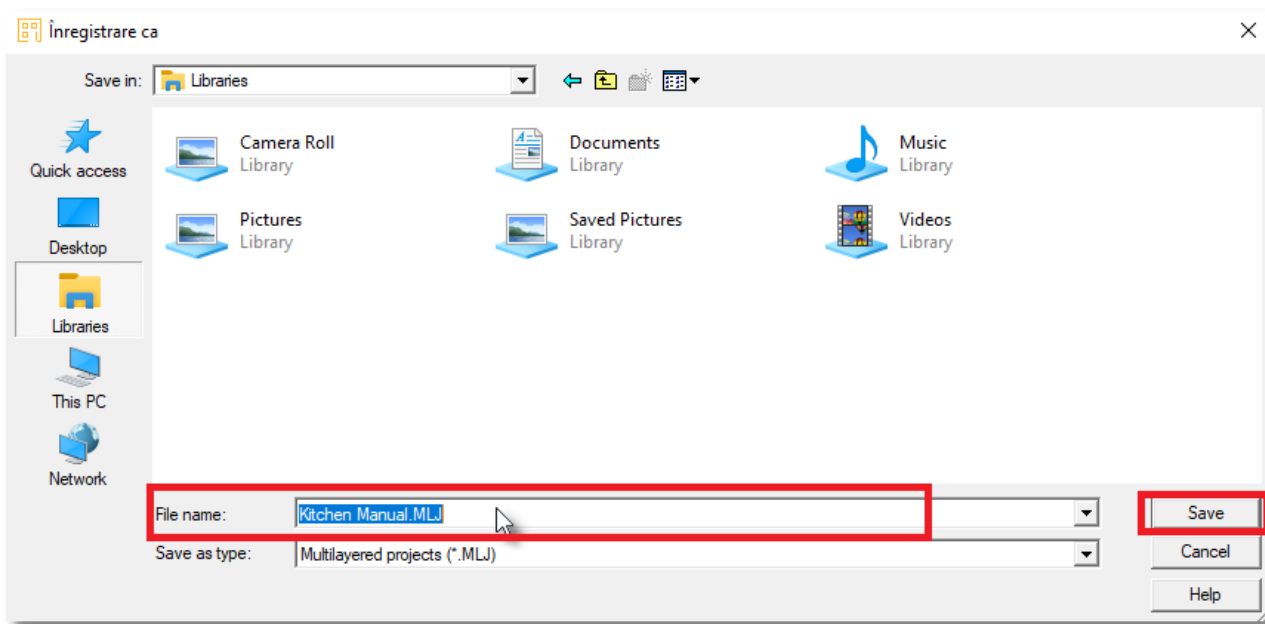 Înregistrare ca
Save in: Libraries
Quick access
Desktop
Libraries
This PC
Network
Camera Roll
Library
Documents
Library
Music
Library
Pictures
Library
Saved Pictures
Library
Videos
Library
File name: Kitchen Manual.MLJ
Save as type: Multilayered projects (*.MLJ)
Save
Cancel
Help